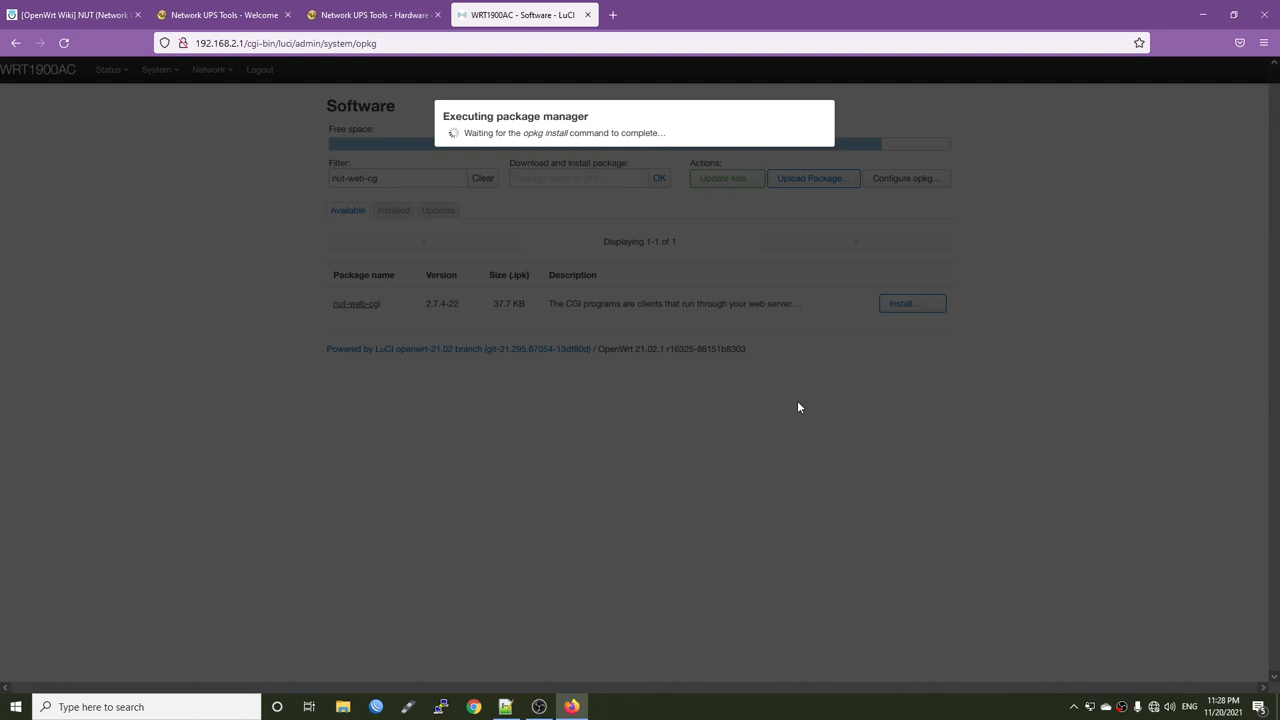 [OpenWrt Wiki] NUT (Network U
Network UPS Tools - Welcome
Network UPS Tools - Hardware
WRT1900AC - Software - LuCI
192.168.2.1/cgi-bin/luci/admin/system/opkg
WRT1900AC
Status
System
Network
Logout
Software
Executing package manager
Waiting for the opkg install command to complete…
Free space:
Filter:
Download and install package:
Actions:
nut-web-cg
Clear
Package name or URL…
OK
Update lists…
Upload Package…
Configure opkg…
Available
Installed
Updates
Displaying 1-1 of 1
Package name
Version
Size (.ipk)
Description
nut-web-cgi
2.7.4-22
37.7 KB
The CGI programs are clients that run through your web server.…
Install…
Powered by LuCI openwrt-21.02 branch (git-21.295.67054-13df80d) / OpenWrt 21.02.1 r16325-88151b8303
Type here to search
ENG
11:28 PM
11/20/2021